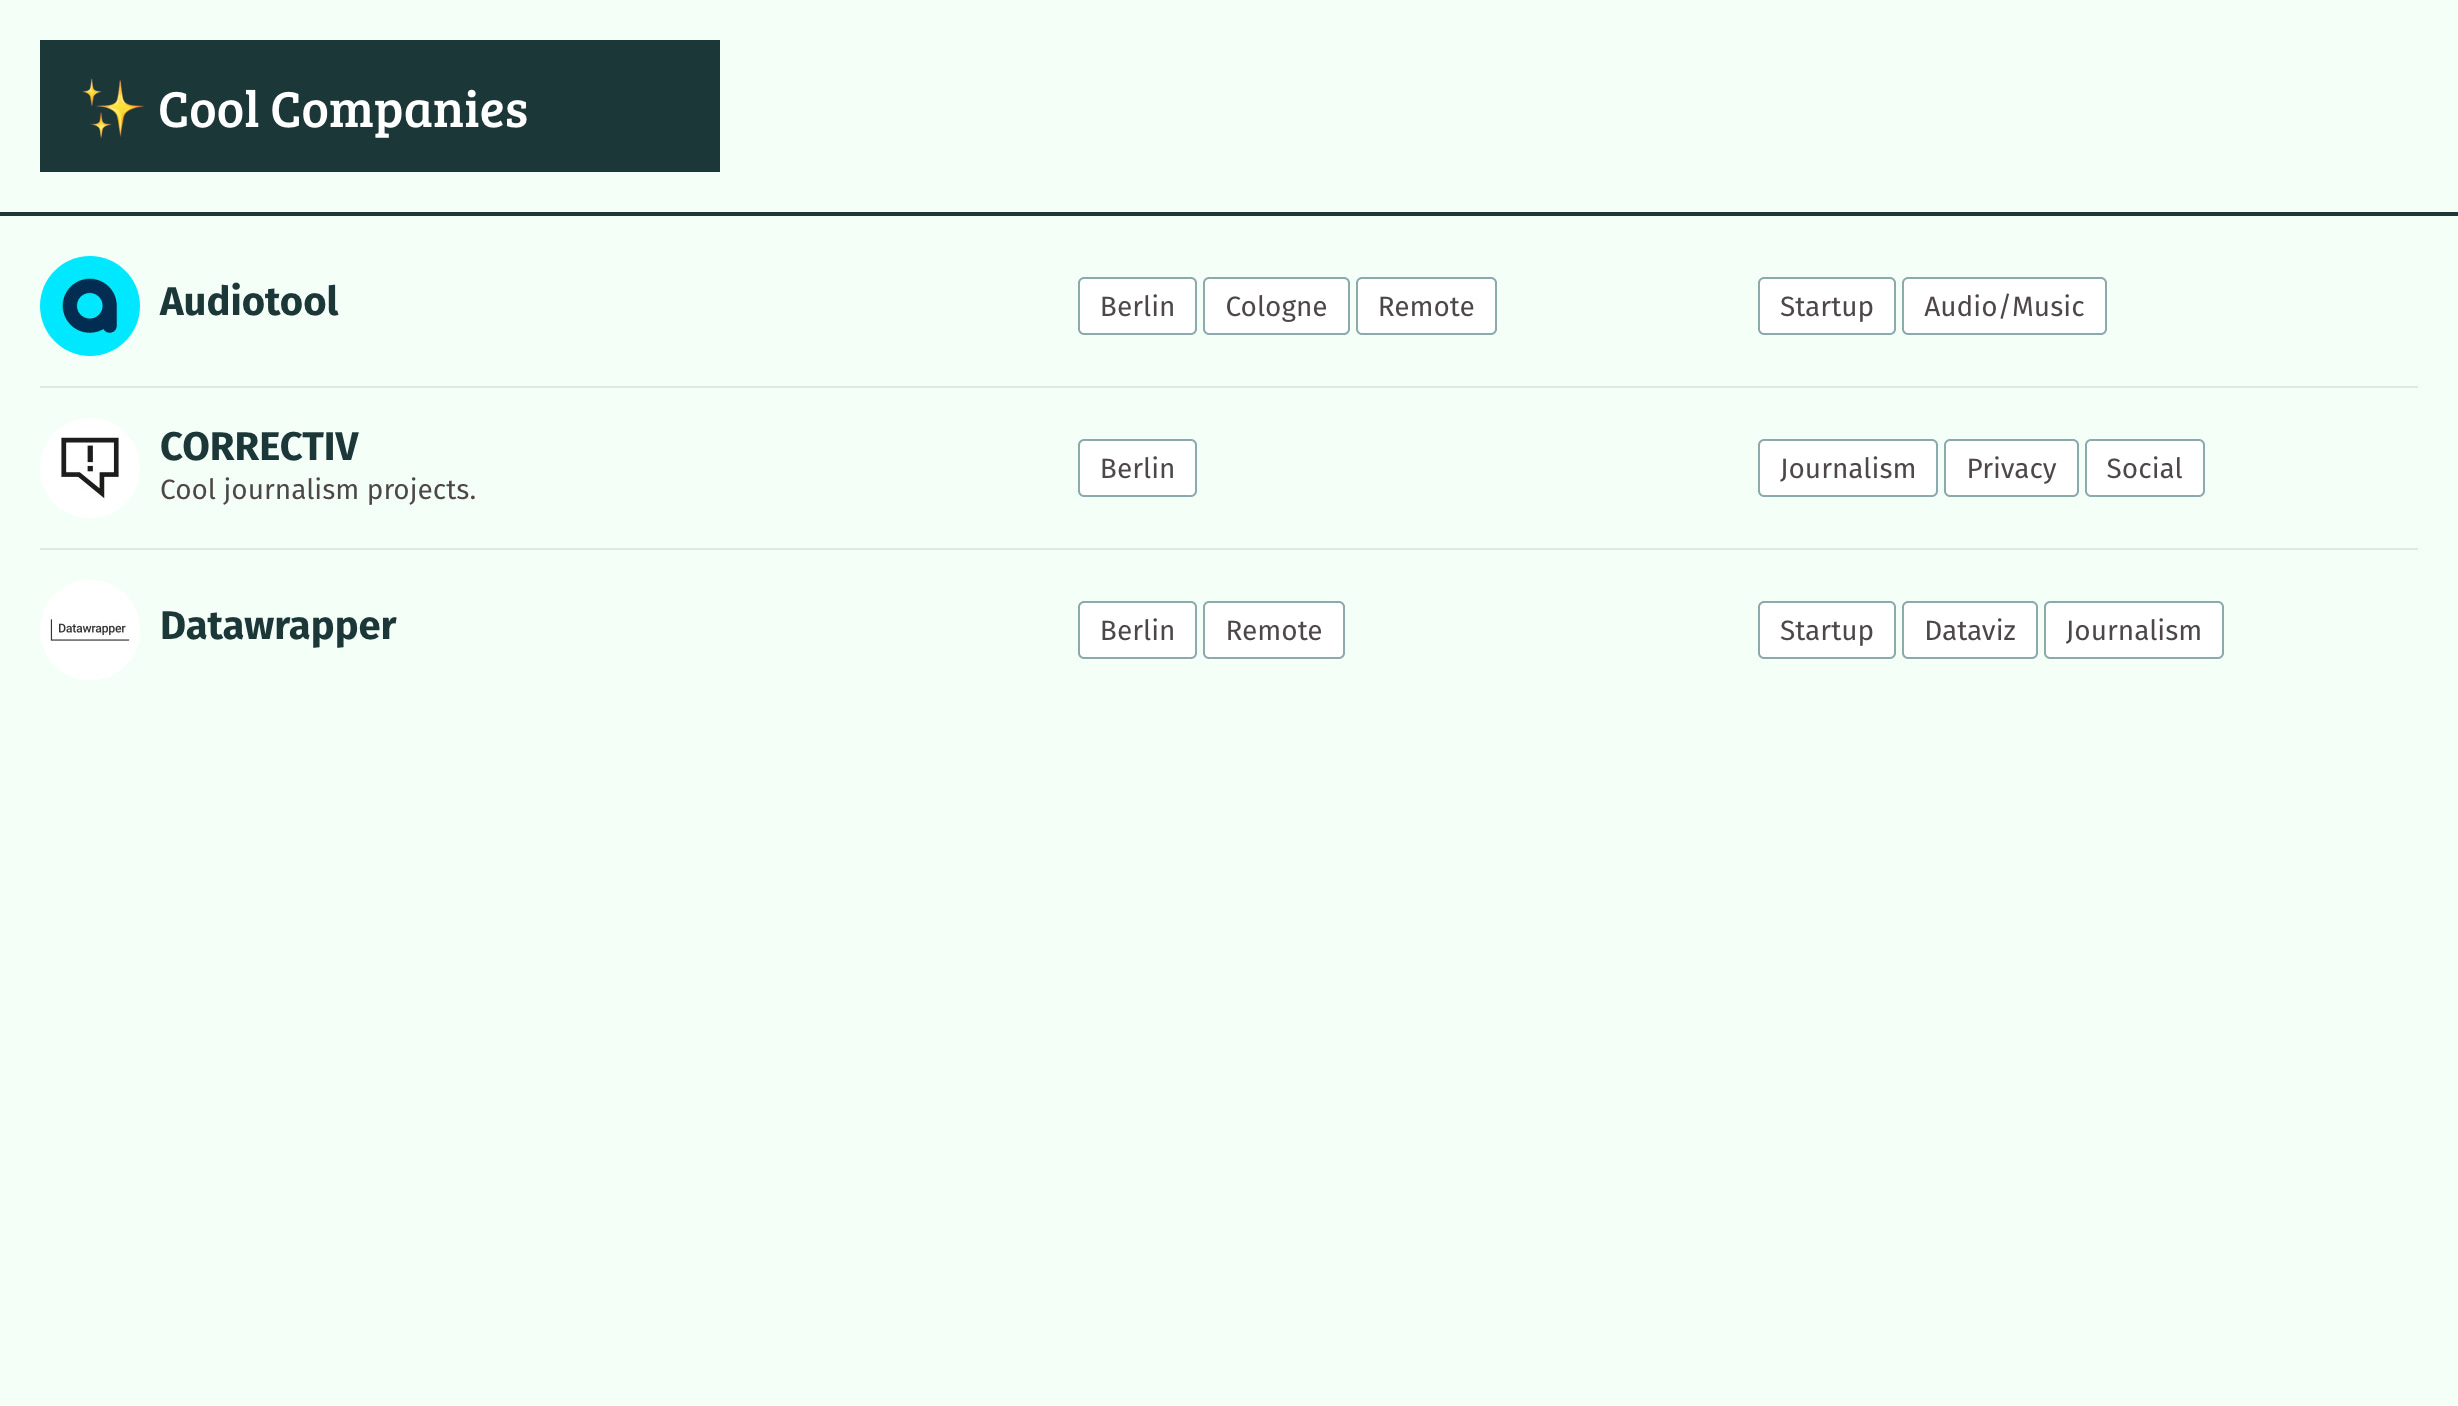 ✨ Cool Companies
Audiotool
Berlin Cologne Remote
Startup Audio/Music
CORRECTIV
Cool journalism projects.
Berlin
Journalism Privacy Social
Datawrapper
Datawrapper
Berlin Remote
Startup Dataviz Journalism